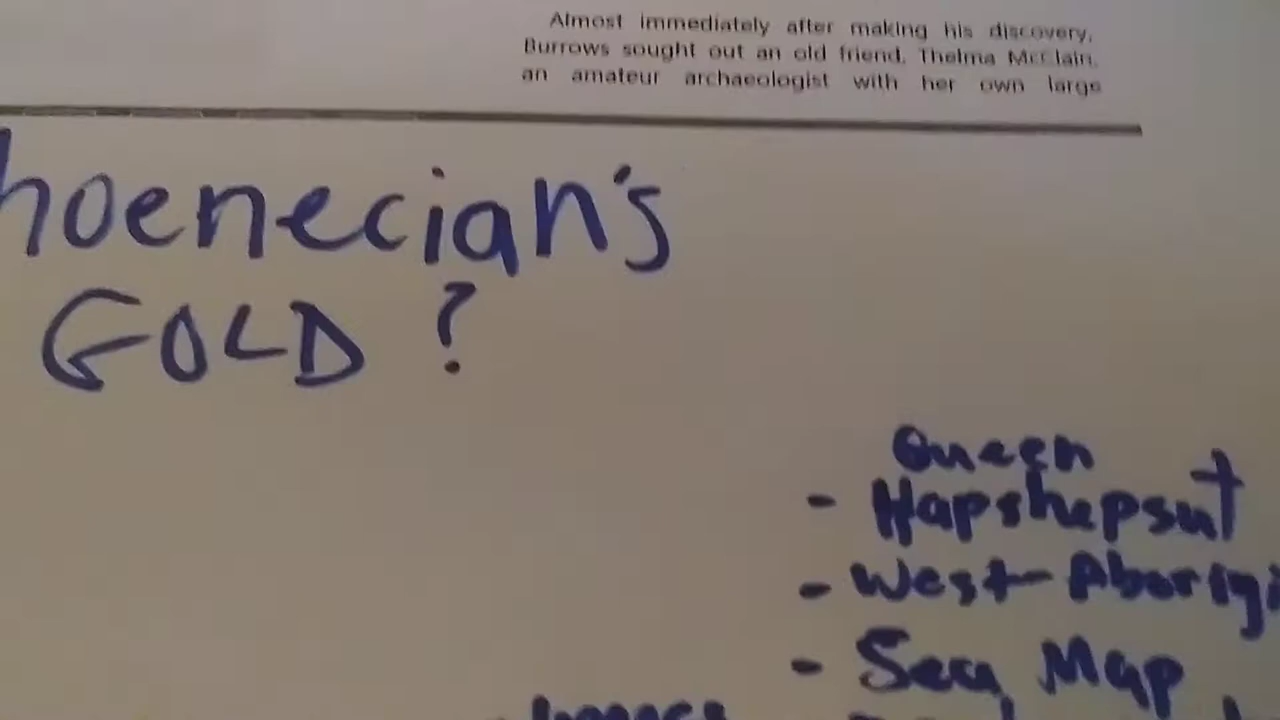 Almost immediately after making his discovery,
Burrows sought out an old friend, Thelma McClain,
an amateur archaeologist with her own large
hoenecian's
GOLD ?
Queen
- Hapshepsut
- West-Aborigi
- Sea Map